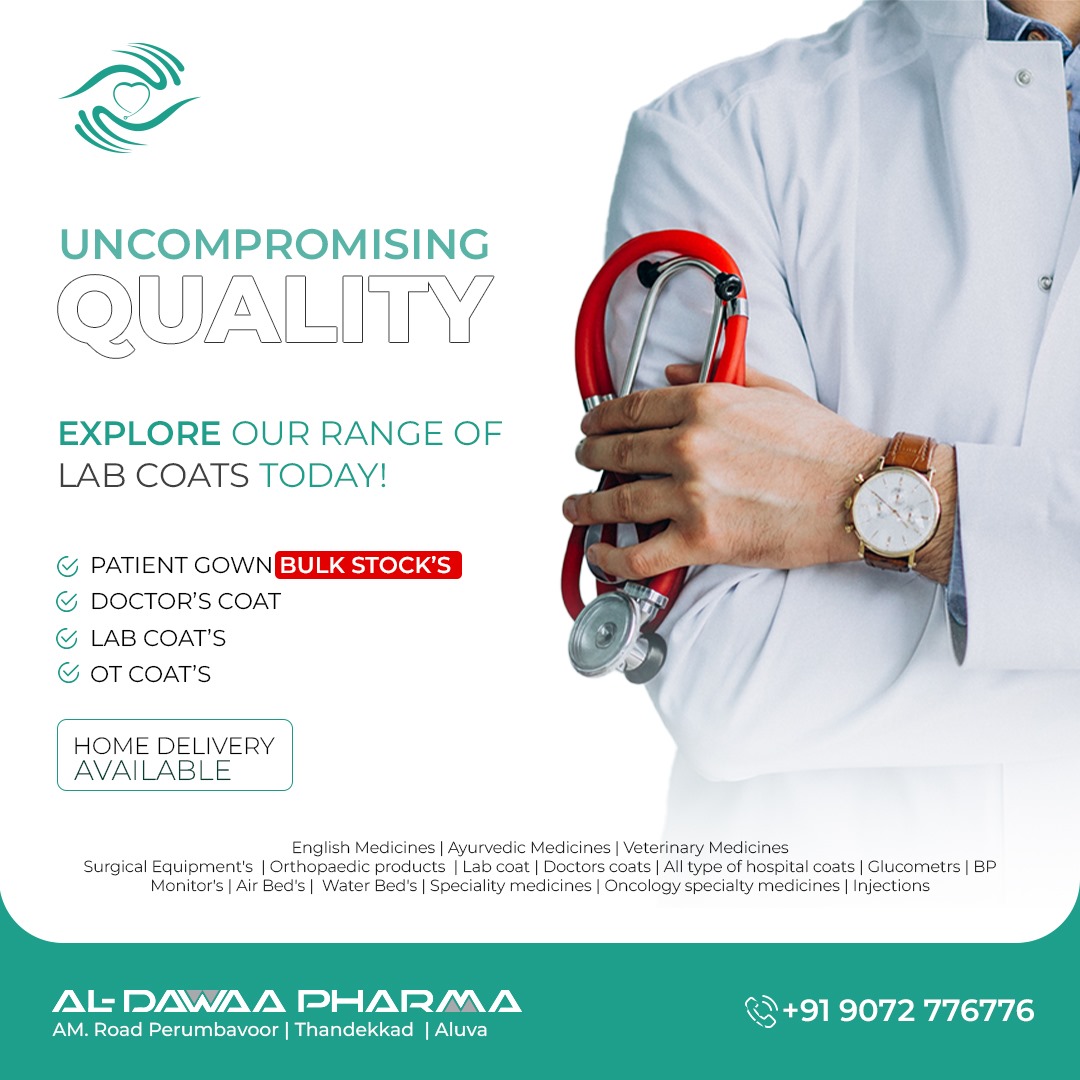 UNCOMPROMISING
QUALITY
EXPLORE OUR RANGE OF
LAB COATS TODAY!
PATIENT GOWN BULK STOCK'S
DOCTOR'S COAT
LAB COAT'S
OT COAT'S
HOME DELIVERY
AVAILABLE
English Medicines | Ayurvedic Medicines | Veterinary Medicines
Surgical Equipment's | Orthopaedic products | Lab coat | Doctors coats | All type of hospital coats | Glucometrs | BP
Monitor's | Air Bed's | Water Bed's | Speciality medicines | Oncology specialty medicines | Injections
AL-DAWAA PHARMA
AM. Road Perumbavoor | Thandekkad | Aluva
+91 9072 776776